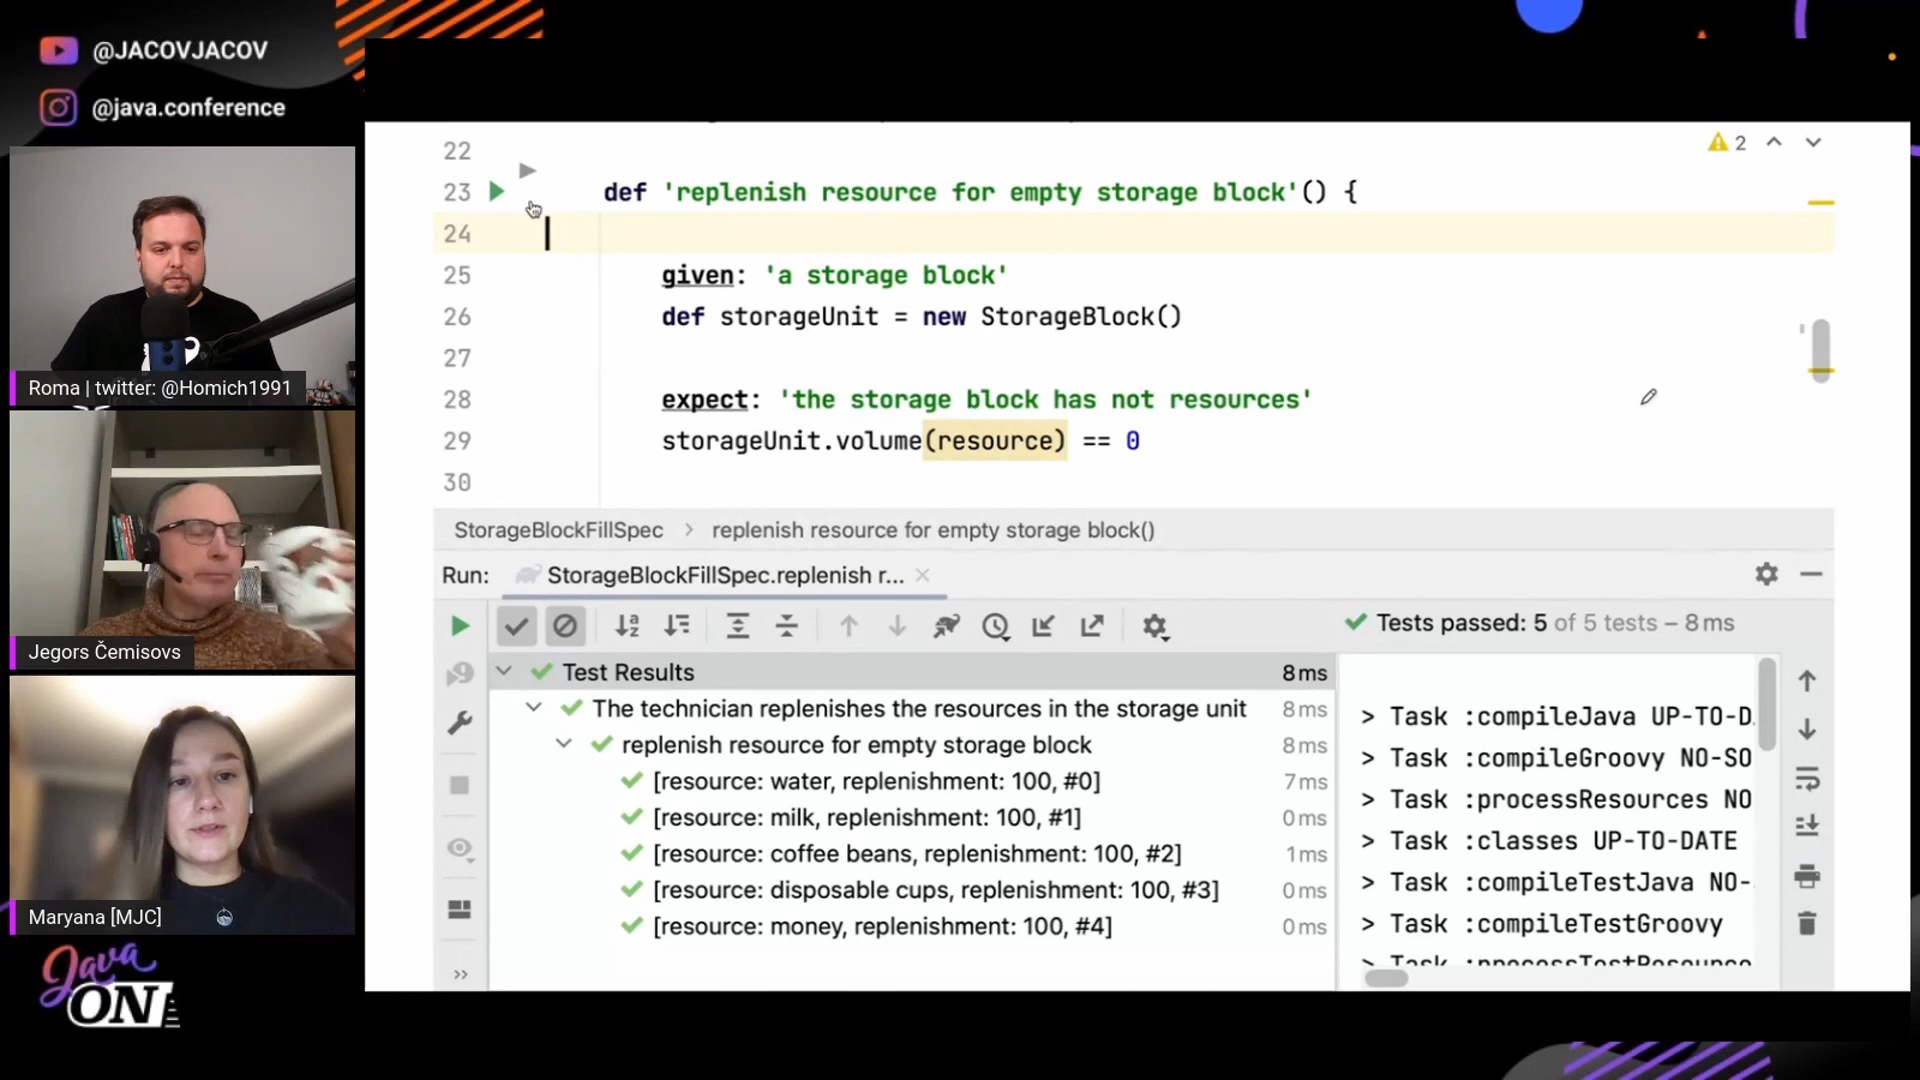 @JACOVJACOV
@java.conference
Roma | twitter: @Homich1991
Jegors Čemisovs
Maryana [MJC]
Java
ON
22
23 def 'replenish resource for empty storage block'() {
24
25 given: 'a storage block'
26 def storageUnit = new StorageBlock()
27
28 expect: 'the storage block has not resources'
29 storageUnit.volume(resource) == 0
30
2
StorageBlockFillSpec > replenish resource for empty storage block()
Run: StorageBlockFillSpec.replenish r... ×
Tests passed: 5 of 5 tests – 8 ms
Test Results 8 ms
The technician replenishes the resources in the storage unit 8 ms
replenish resource for empty storage block 8 ms
[resource: water, replenishment: 100, #0] 7 ms
[resource: milk, replenishment: 100, #1] 0 ms
[resource: coffee beans, replenishment: 100, #2] 1 ms
[resource: disposable cups, replenishment: 100, #3] 0 ms
[resource: money, replenishment: 100, #4] 0 ms
> Task :compileJava UP-TO-D
> Task :compileGroovy NO-SO
> Task :processResources NO
> Task :classes UP-TO-DATE
> Task :compileTestJava NO-
> Task :compileTestGroovy
> Task :processTestResource